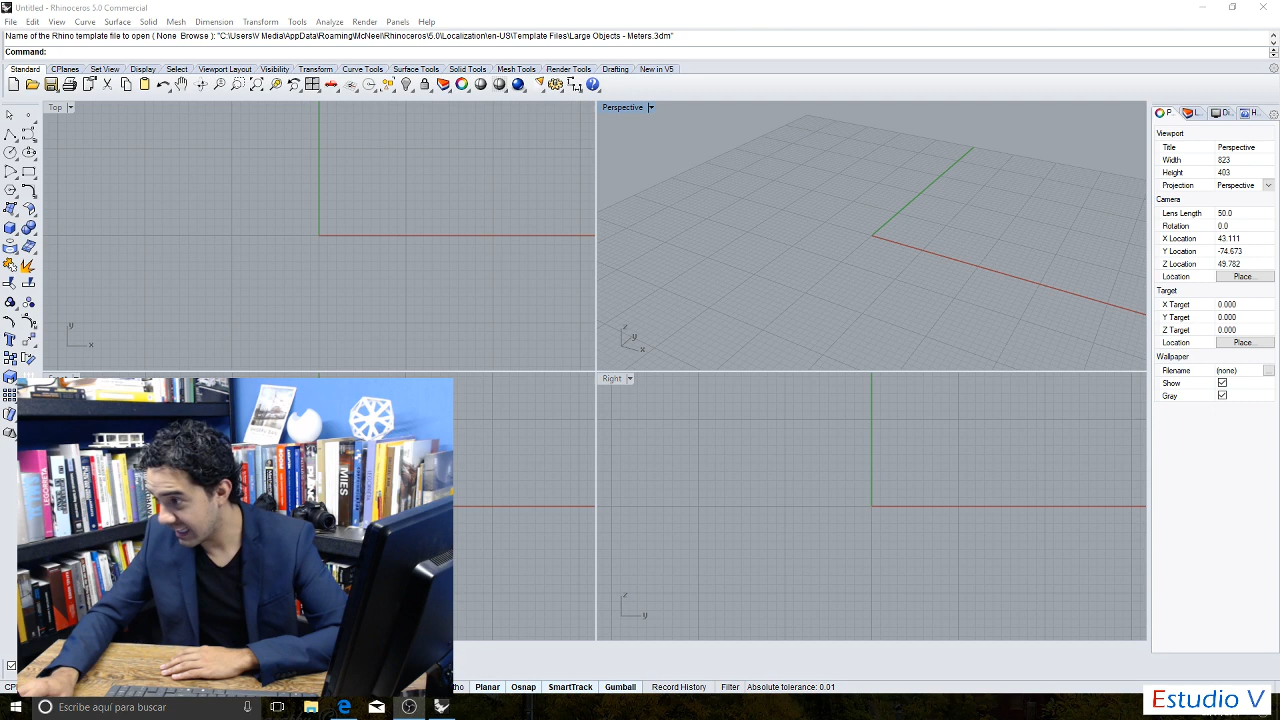 Untitled - Rhinoceros 5.0 Commercial
File Edit View Curve Surface Solid Mesh Dimension Transform Tools Analyze Render Panels Help
Name of the Rhino template file to open ( None Browse ): "C:\Users\V Media\AppData\Roaming\McNeel\Rhinoceros\5.0\Localization\en-US\Template Files\Large Objects - Meters.3dm"
Command:
Standard CPlanes Set View Display Select Viewport Layout Visibility Transform Curve Tools Surface Tools Solid Tools Mesh Tools Render Tools Drafting New in V5
Top
y
x
Perspective
z
y
x
Right
z
y
P..
L..
Di..
H..
Viewport
Title Perspective
Width 823
Height 403
Projection Perspective
Camera
Lens Length 50.0
Rotation 0.0
X Location 43.111
Y Location -74.673
Z Location 49.782
Location Place...
Target
X Target 0.000
Y Target 0.000
Z Target 0.000
Location Place...
Wallpaper
Filename (none) ...
Show
Gray
MIES
CP
tho Planar Osnap SmartTrack Gumball Record History Filter Absolute tolerance: 0.01
Escribe aquí para buscar
Estudio V